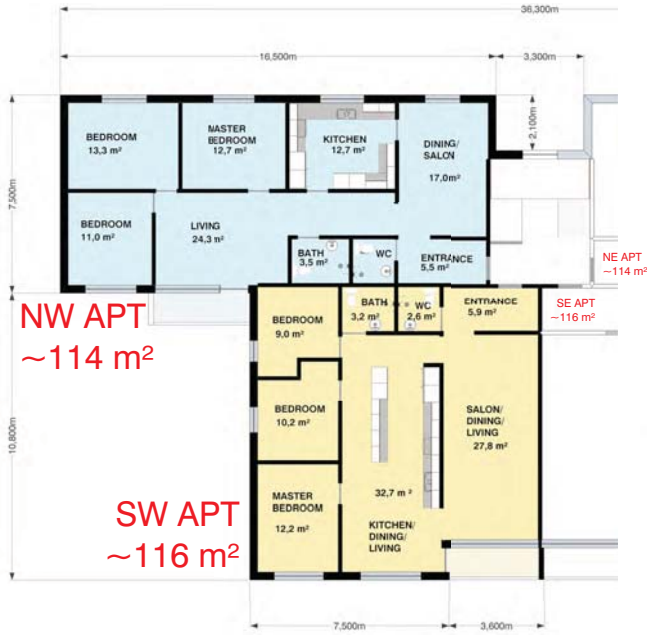 36,300m
16,500m
3,300m
7,500m
2,100m
BEDROOM
13,3 m²
MASTER
BEDROOM
12,7 m²
KITCHEN
12,7 m²
DINING/
SALON
17,0m²
BEDROOM
11,0 m²
LIVING
24,3 m²
BATH
3,5 m²
WC
ENTRANCE
5,5 m²
NE APT
~114 m²
NW APT
~114 m²
BEDROOM
9,0 m²
BATH
3,2 m²
WC
2,6 m²
ENTRANCE
5,9 m²
SE APT
~116 m²
10,800m
BEDROOM
10,2 m²
SALON/
DINING/
LIVING
27,8 m²
SW APT
~116 m²
MASTER
BEDROOM
12,2 m²
32,7 m²
KITCHEN/
DINING/
LIVING
7,500m
3,600m